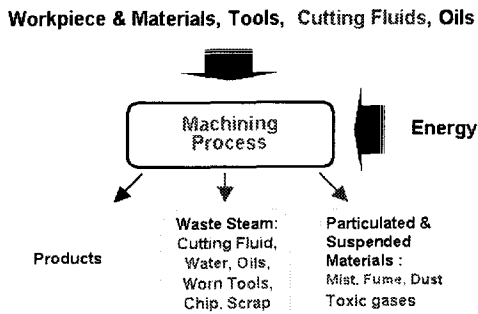 Workpiece & Materials, Tools, Cutting Fluids, Oils
Machining
Process
Energy
Products
Waste Steam:
Cutting Fluid,
Water, Oils,
Worn Tools,
Chip, Scrap
Particulated &
Suspended
Materials :
Mist, Fume, Dust
Toxic gases